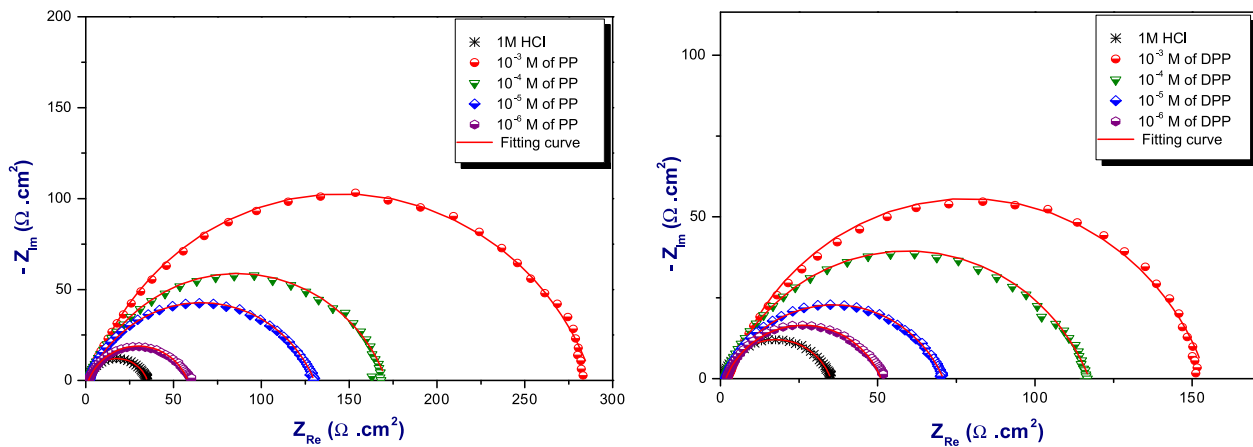 200
150
100
50
0
- Z_Im (Ω .cm²)
0 50 100 150 200 250 300
Z_Re (Ω .cm²)
1M HCl
10⁻³ M of PP
10⁻⁴ M of PP
10⁻⁵ M of PP
10⁻⁶ M of PP
Fitting curve
100
50
0
- Z_Im (Ω .cm²)
0 50 100 150
Z_Re (Ω .cm²)
1M HCl
10⁻³ M of DPP
10⁻⁴ M of DPP
10⁻⁵ M of DPP
10⁻⁶ M of DPP
Fitting curve